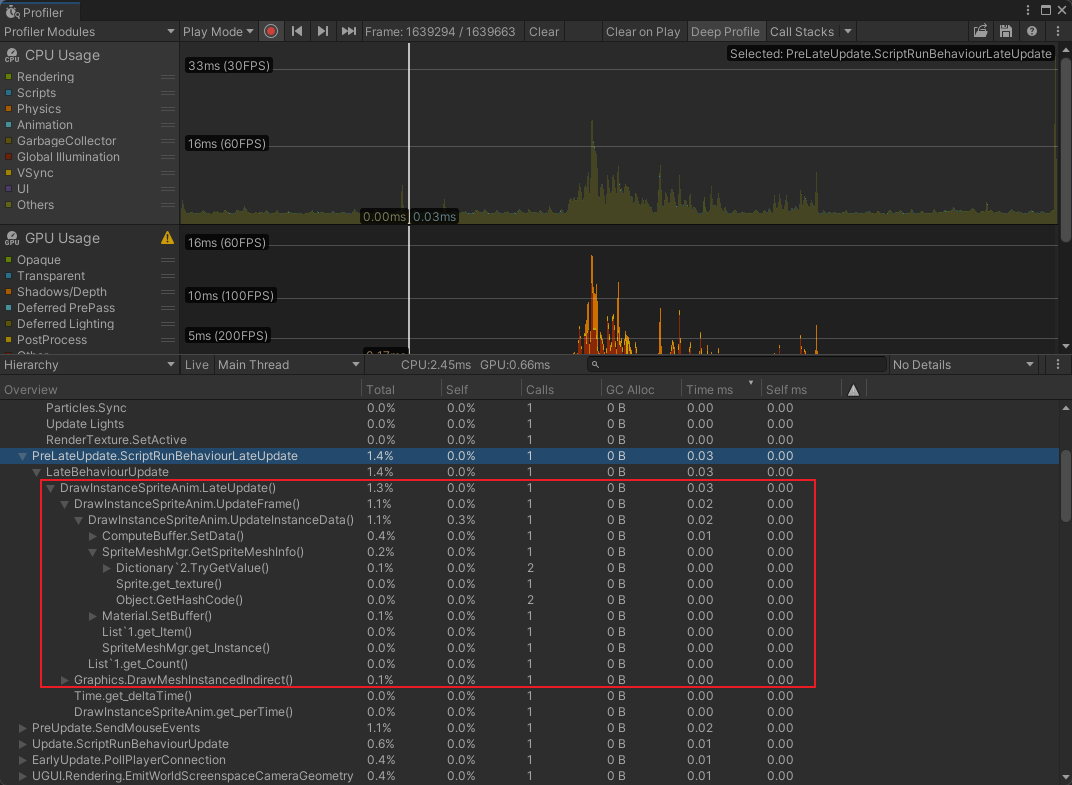 Profiler
Profiler Modules Play Mode Frame: 1639294 / 1639663 Clear Clear on Play Deep Profile Call Stacks
CPU Usage
Rendering
Scripts
Physics
Animation
GarbageCollector
Global Illumination
VSync
UI
Others
Selected: PreLateUpdate.ScriptRunBehaviourLateUpdate
33ms (30FPS)
16ms (60FPS)
0.00ms 0.03ms
GPU Usage
Opaque
Transparent
Shadows/Depth
Deferred PrePass
Deferred Lighting
PostProcess
Other
16ms (60FPS)
10ms (100FPS)
5ms (200FPS)
0.17ms
Hierarchy Live Main Thread CPU:2.45ms GPU:0.66ms No Details
Overview Total Self Calls GC Alloc Time ms Self ms
Particles.Sync 0.0% 0.0% 1 0 B 0.00 0.00
Update Lights 0.0% 0.0% 1 0 B 0.00 0.00
RenderTexture.SetActive 0.0% 0.0% 1 0 B 0.00 0.00
PreLateUpdate.ScriptRunBehaviourLateUpdate 1.4% 0.0% 1 0 B 0.03 0.00
LateBehaviourUpdate 1.4% 0.0% 1 0 B 0.03 0.00
DrawInstanceSpriteAnim.LateUpdate() 1.3% 0.0% 1 0 B 0.03 0.00
DrawInstanceSpriteAnim.UpdateFrame() 1.1% 0.0% 1 0 B 0.02 0.00
DrawInstanceSpriteAnim.UpdateInstanceData() 1.1% 0.3% 1 0 B 0.02 0.00
ComputeBuffer.SetData() 0.4% 0.0% 1 0 B 0.01 0.00
SpriteMeshMgr.GetSpriteMeshInfo() 0.2% 0.0% 1 0 B 0.00 0.00
Dictionary`2.TryGetValue() 0.1% 0.0% 2 0 B 0.00 0.00
Sprite.get_texture() 0.0% 0.0% 1 0 B 0.00 0.00
Object.GetHashCode() 0.0% 0.0% 2 0 B 0.00 0.00
Material.SetBuffer() 0.1% 0.0% 1 0 B 0.00 0.00
List`1.get_Item() 0.0% 0.0% 1 0 B 0.00 0.00
SpriteMeshMgr.get_Instance() 0.0% 0.0% 1 0 B 0.00 0.00
List`1.get_Count() 0.0% 0.0% 1 0 B 0.00 0.00
Graphics.DrawMeshInstancedIndirect() 0.1% 0.0% 1 0 B 0.00 0.00
Time.get_deltaTime() 0.0% 0.0% 1 0 B 0.00 0.00
DrawInstanceSpriteAnim.get_perTime() 0.0% 0.0% 1 0 B 0.00 0.00
PreUpdate.SendMouseEvents 1.1% 0.0% 1 0 B 0.02 0.00
Update.ScriptRunBehaviourUpdate 0.6% 0.0% 1 0 B 0.01 0.00
EarlyUpdate.PollPlayerConnection 0.4% 0.0% 1 0 B 0.01 0.00
UGUI.Rendering.EmitWorldScreenspaceCameraGeometry 0.4% 0.0% 1 0 B 0.01 0.00